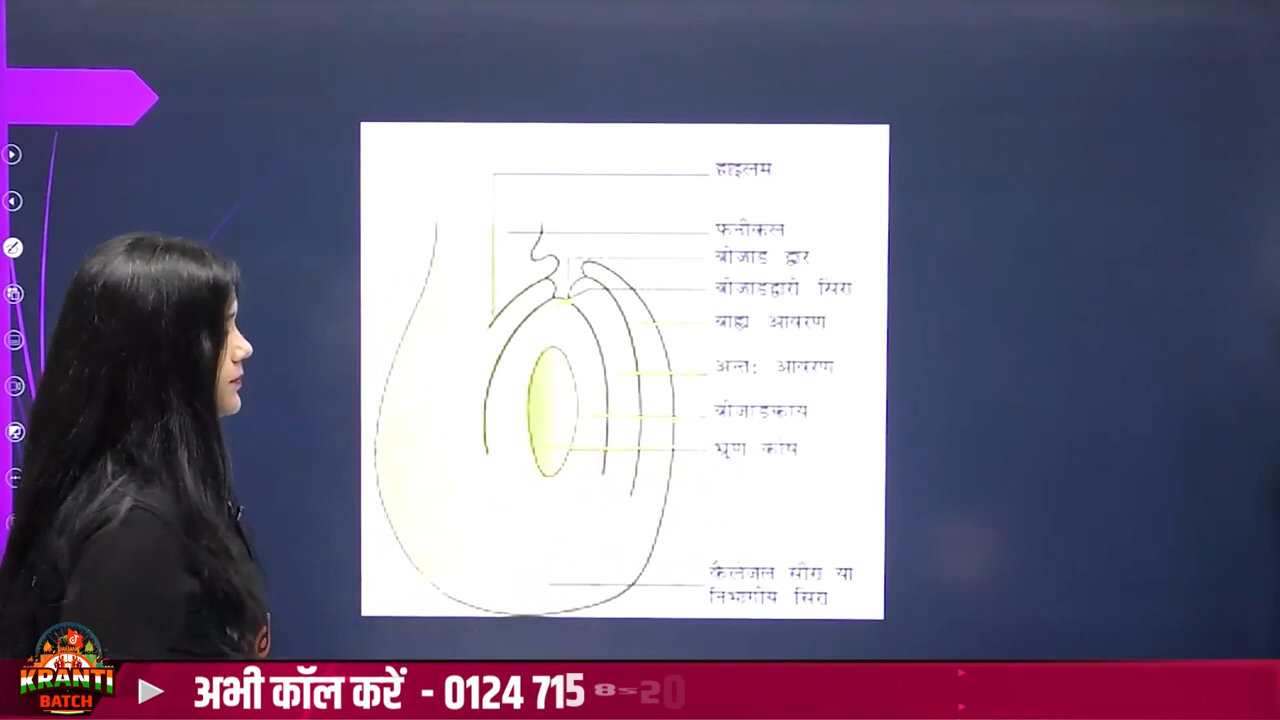 हाइलम
फनीकल
बीजांड द्वार
बीजांडद्वारी सिरा
बाह्य आवरण
अन्त: आवरण
बीजांडकाय
भ्रूण कोष
कैलेजल सीरा या
निभागीय सिरा
KRANTI
BATCH
अभी कॉल करें - 0124 715